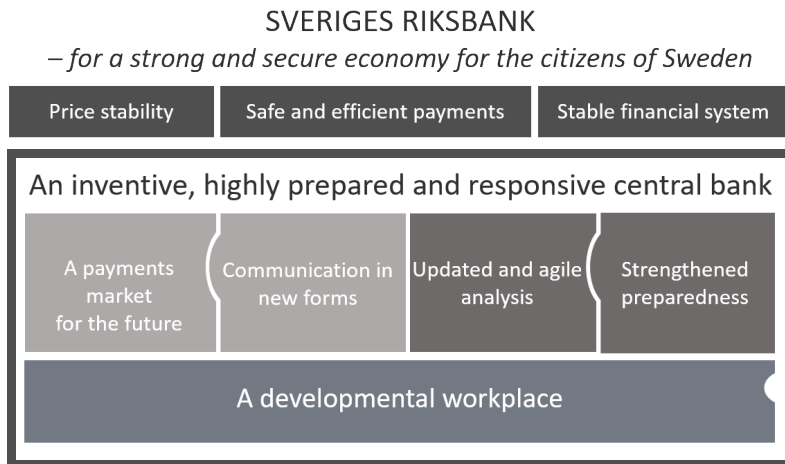 SVERIGES RIKSBANK
– for a strong and secure economy for the citizens of Sweden
Price stability
Safe and efficient payments
Stable financial system
An inventive, highly prepared and responsive central bank
A payments
market
for the future
Communication in
new forms
Updated and agile
analysis
Strengthened
preparedness
A developmental workplace